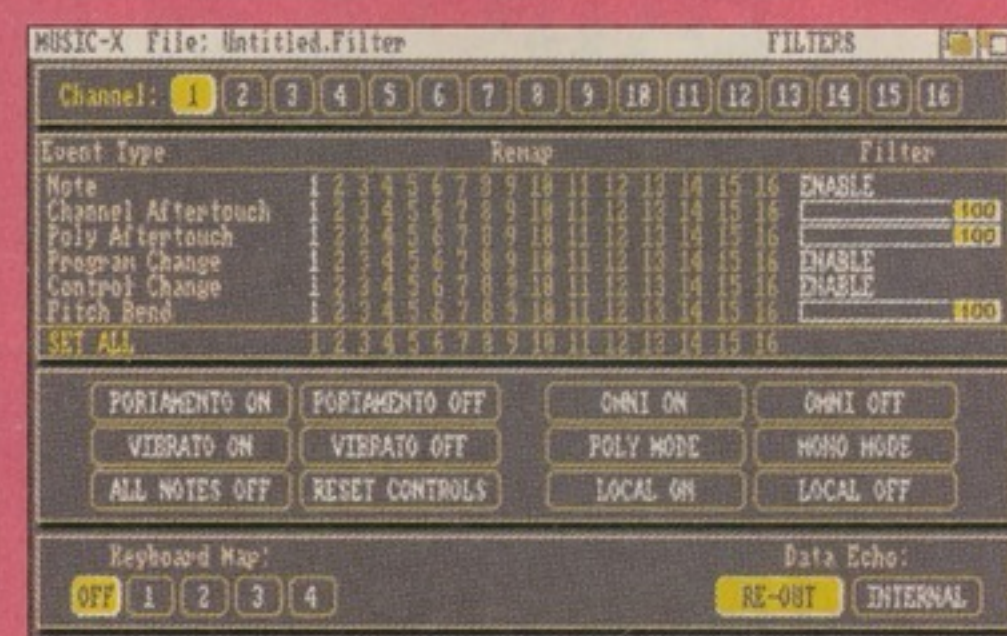 MUSIC-X File: Untitled.Filter FILTERS
Channel: 1 2 3 4 5 6 7 8 9 10 11 12 13 14 15 16
Event Type Remap Filter
Note 1 2 3 4 5 6 7 8 9 10 11 12 13 14 15 16 ENABLE
Channel Aftertouch 1 2 3 4 5 6 7 8 9 10 11 12 13 14 15 16 100
Poly Aftertouch 1 2 3 4 5 6 7 8 9 10 11 12 13 14 15 16 100
Program Change 1 2 3 4 5 6 7 8 9 10 11 12 13 14 15 16 ENABLE
Control Change 1 2 3 4 5 6 7 8 9 10 11 12 13 14 15 16 ENABLE
Pitch Bend 1 2 3 4 5 6 7 8 9 10 11 12 13 14 15 16 100
SET ALL 1 2 3 4 5 6 7 8 9 10 11 12 13 14 15 16
PORTAMENTO ON PORTAMENTO OFF OMNI ON OMNI OFF
VIBRATO ON VIBRATO OFF POLY MODE MONO MODE
ALL NOTES OFF RESET CONTROLS LOCAL ON LOCAL OFF
Keyboard Map: Data Echo:
OFF 1 2 3 4 RE-OUT INTERNAL